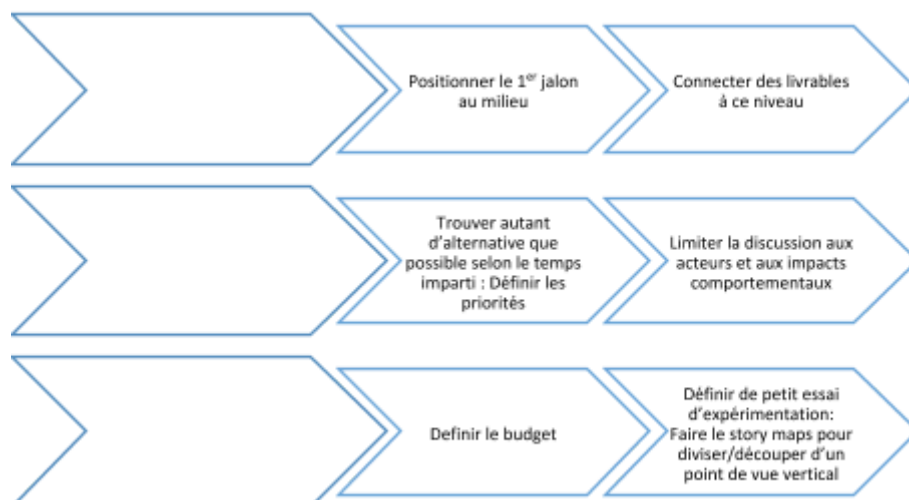 Positionner le 1er jalon
au milieu
Connecter des livrables
à ce niveau
Trouver autant
d'alternative que
possible selon le temps
imparti : Définir les
priorités
Limiter la discussion aux
acteurs et aux impacts
comportementaux
Definir le budget
Définir de petit essai
d'expérimentation:
Faire le story maps pour
diviser/découper d'un
point de vue vertical